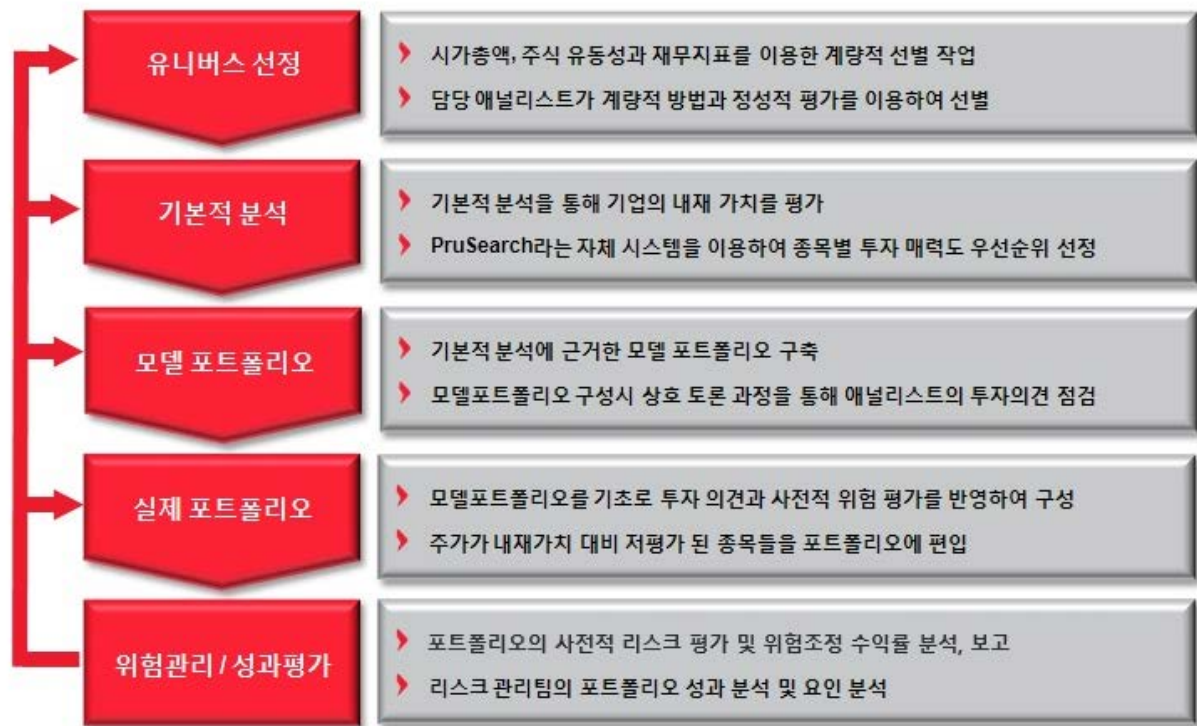 유니버스 선정
시가총액, 주식 유동성과 재무지표를 이용한 계량적 선별 작업
담당 애널리스트가 계량적 방법과 정성적 평가를 이용하여 선별
기본적 분석
기본적 분석을 통해 기업의 내재 가치를 평가
PruSearch라는 자체 시스템을 이용하여 종목별 투자 매력도 우선순위 선정
모델 포트폴리오
기본적 분석에 근거한 모델 포트폴리오 구축
모델포트폴리오 구성시 상호 토론 과정을 통해 애널리스트의 투자의견 점검
실제 포트폴리오
모델포트폴리오를 기초로 투자 의견과 사전적 위험 평가를 반영하여 구성
주가가 내재가치 대비 저평가 된 종목들을 포트폴리오에 편입
위험관리 / 성과평가
포트폴리오의 사전적 리스크 평가 및 위험조정 수익률 분석, 보고
리스크 관리팀의 포트폴리오 성과 분석 및 요인 분석